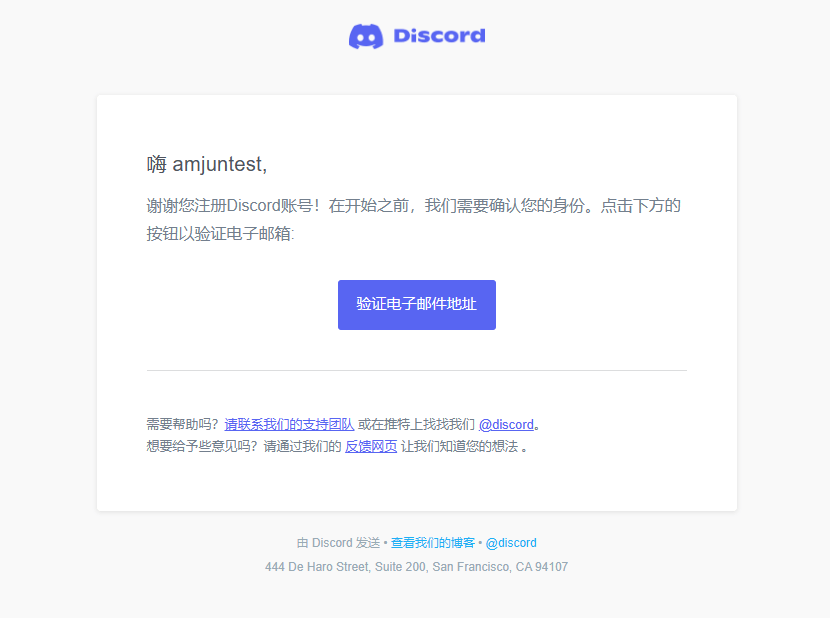 Discord
嗨 amjuntest,
谢谢您注册Discord账号！在开始之前，我们需要确认您的身份。点击下方的
按钮以验证电子邮箱:
验证电子邮件地址
需要帮助吗？请联系我们的支持团队 或在推特上找找我们 @discord。
想要给予些意见吗？请通过我们的 反馈网页 让我们知道您的想法 。
由 Discord 发送 • 查看我们的博客 • @discord
444 De Haro Street, Suite 200, San Francisco, CA 94107